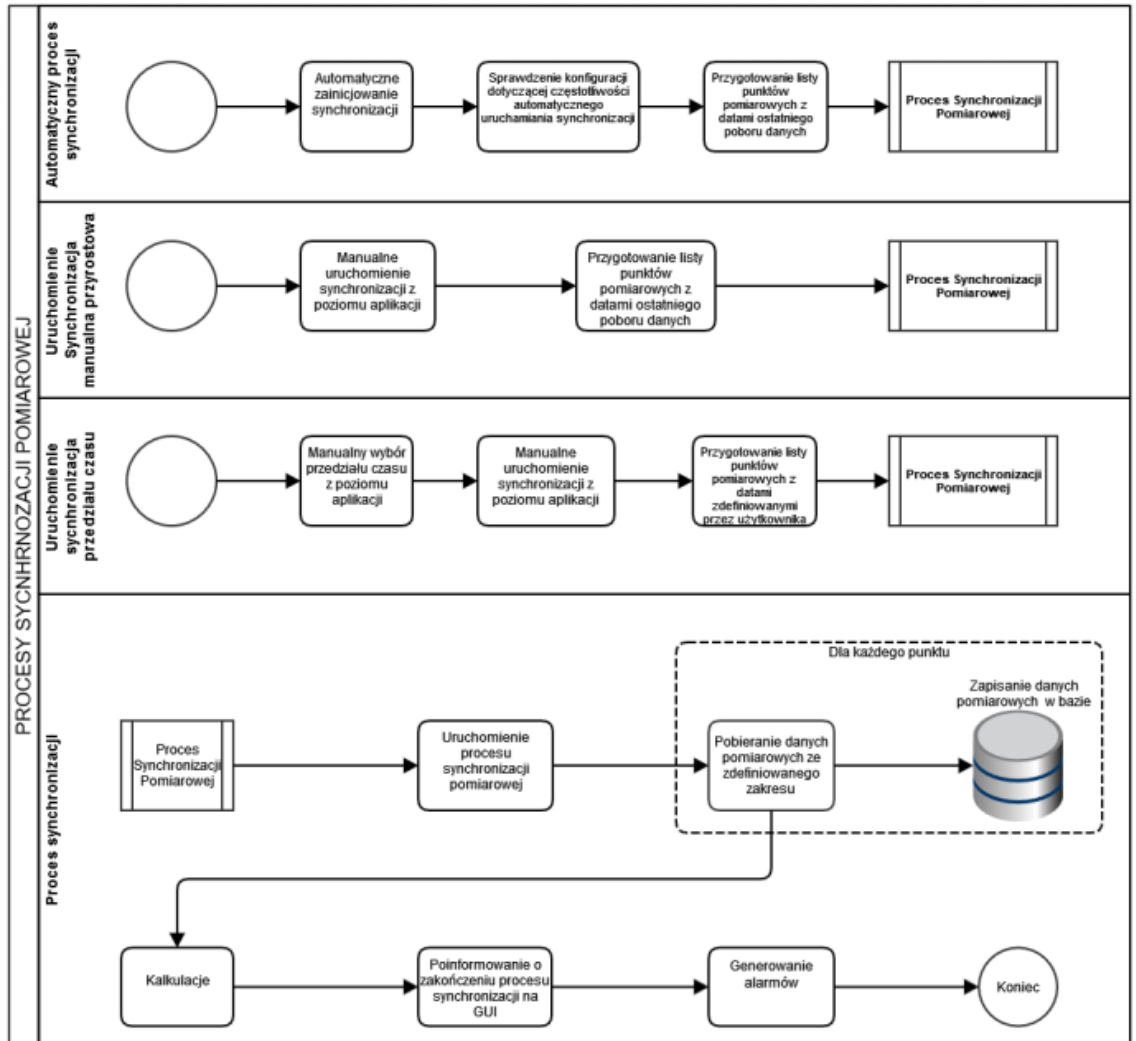 PROCESY SYCNHRNOZACJI POMIAROWEJ
Automatyczny proces
synchronizacji
Automatyczne
zainicjowanie
synchronizacji
Sprawdzenie konfiguracji
dotyczącej częstotliwości
automatycznego
uruchamiania synchronizacji
Przygotowanie listy
punktów
pomiarowych z
datami ostatniego
poboru danych
Proces Synchronizacji
Pomiarowej
Uruchomienie
Synchronizacja
manualna przyrostowa
Manualne
uruchomienie
synchronizacji z
poziomu aplikacji
Przygotowanie listy
punktów
pomiarowych z
datami ostatniego
poboru danych
Proces Synchronizacji
Pomiarowej
Uruchomienie
sycnhronizacja
przedziału czasu
Manualny wybór
przedziału czasu
z poziomu
aplikacji
Manualne
uruchomienie
synchronizacji z
poziomu aplikacji
Przygotowanie listy
punktów
pomiarowych z
datami
zdefiniowanymi
przez użytkownika
Proces Synchronizacji
Pomiarowej
Proces synchronizacji
Dla każdego punktu
Proces
Synchronizacji
Pomiarowej
Uruchomienie
procesu
synchronizacji
pomiarowej
Pobieranie danych
pomiarowych ze
zdefiniowanego
zakresu
Zapisanie danych
pomiarowych w bazie
Kalkulacje
Poinformowanie o
zakończeniu procesu
synchronizacji na
GUI
Generowanie
alarmów
Koniec